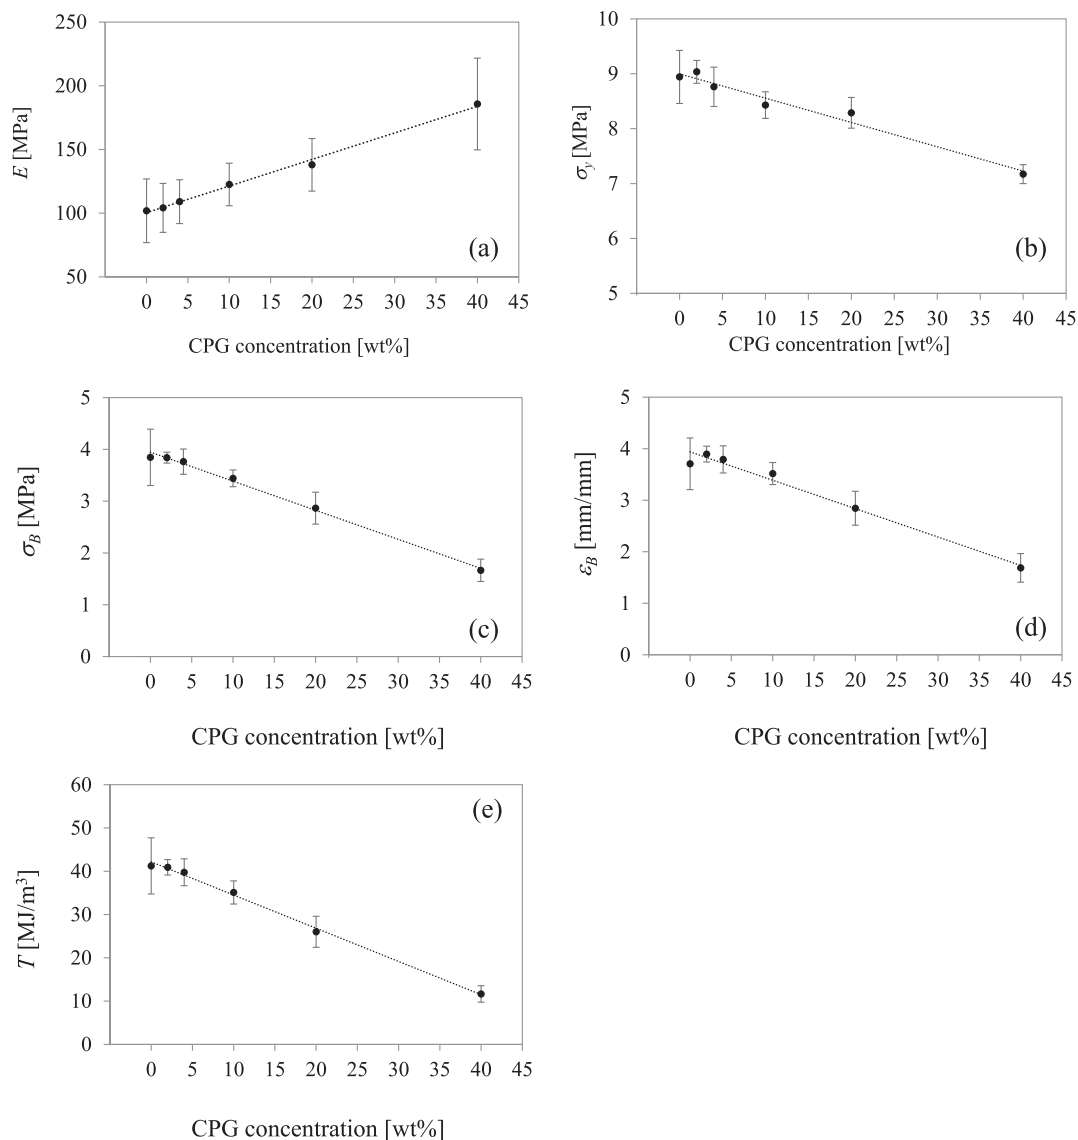 250
200
150
100
50
E [MPa]
(a)
0 5 10 15 20 25 30 35 40 45
CPG concentration [wt%]
10
9
8
7
6
5
σy [MPa]
(b)
0 5 10 15 20 25 30 35 40 45
CPG concentration [wt%]
5
4
3
2
1
0
σB [MPa]
(c)
0 5 10 15 20 25 30 35 40 45
CPG concentration [wt%]
5
4
3
2
1
0
εB [mm/mm]
(d)
0 5 10 15 20 25 30 35 40 45
CPG concentration [wt%]
60
50
40
30
20
10
0
T [MJ/m³]
(e)
0 5 10 15 20 25 30 35 40 45
CPG concentration [wt%]